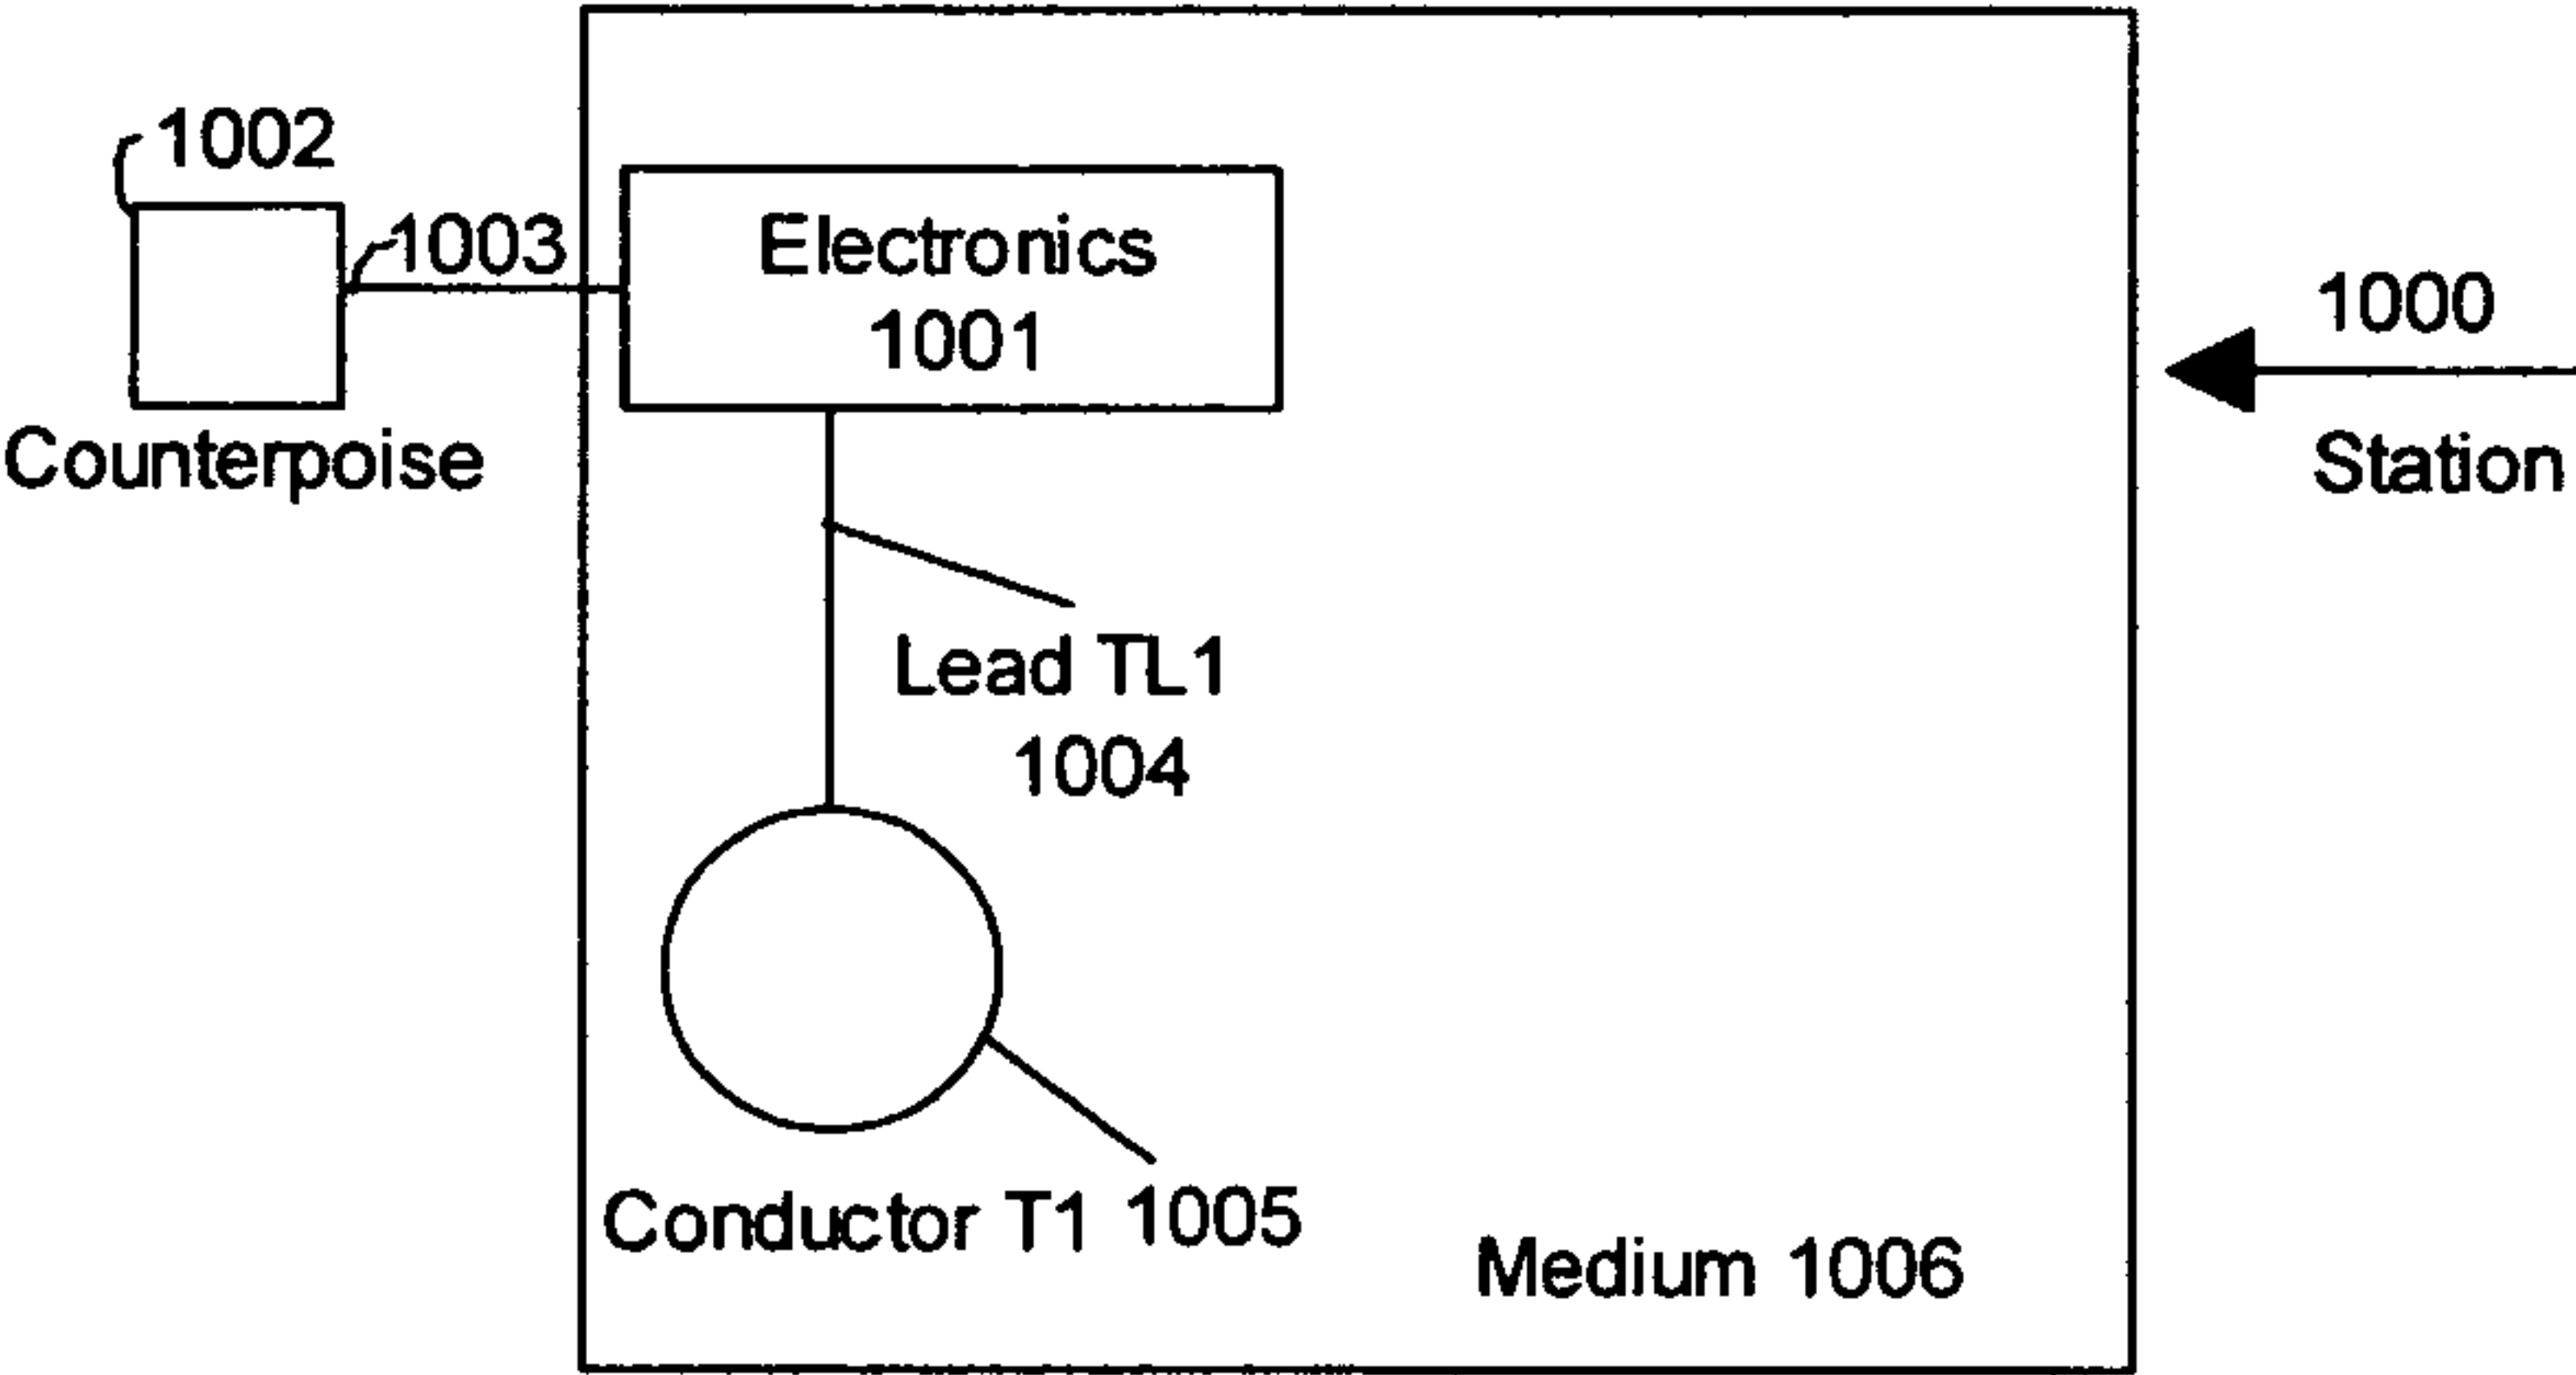 1002
1003
Counterpoise
Electronics
1001
1000
Station
Lead TL1
1004
Conductor T1 1005
Medium 1006